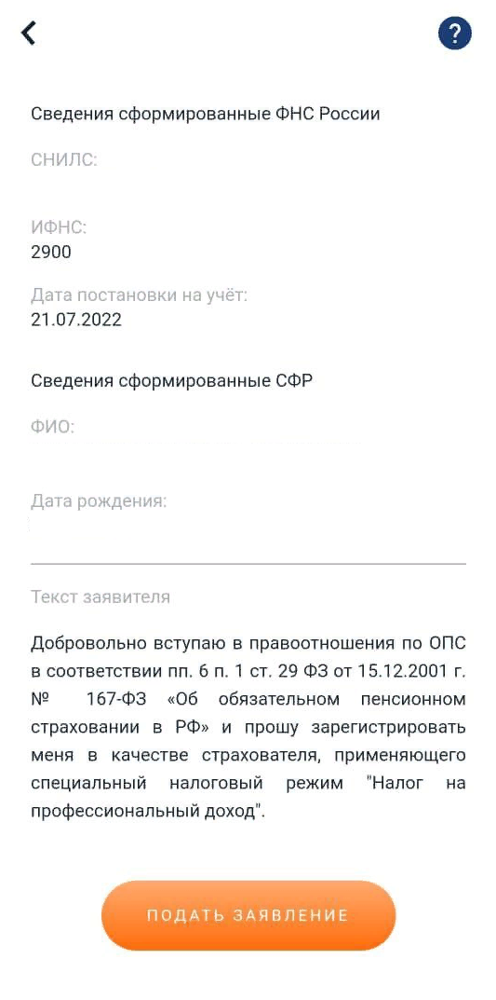 ?
Сведения сформированные ФНС России
СНИЛС:
ИФНС:
2900
Дата постановки на учёт:
21.07.2022
Сведения сформированные СФР
ФИО:
Дата рождения:
Текст заявителя
Добровольно вступаю в правоотношения по ОПС
в соответствии пп. 6 п. 1 ст. 29 ФЗ от 15.12.2001 г.
№ 167-ФЗ «Об обязательном пенсионном
страховании в РФ» и прошу зарегистрировать
меня в качестве страхователя, применяющего
специальный налоговый режим "Налог на
профессиональный доход".
ПОДАТЬ ЗАЯВЛЕНИЕ